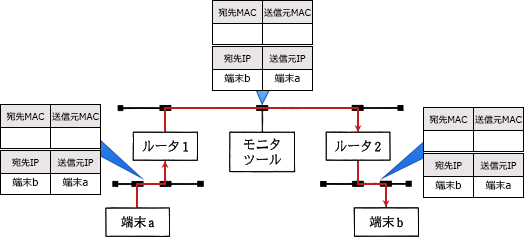 宛先MAC 送信元MAC
宛先IP 送信元IP
端末b 端末a
宛先MAC 送信元MAC
宛先IP 送信元IP
端末b 端末a
ルータ1
モニタ
ツール
ルータ2
宛先MAC 送信元MAC
宛先IP 送信元IP
端末b 端末a
端末a
端末b